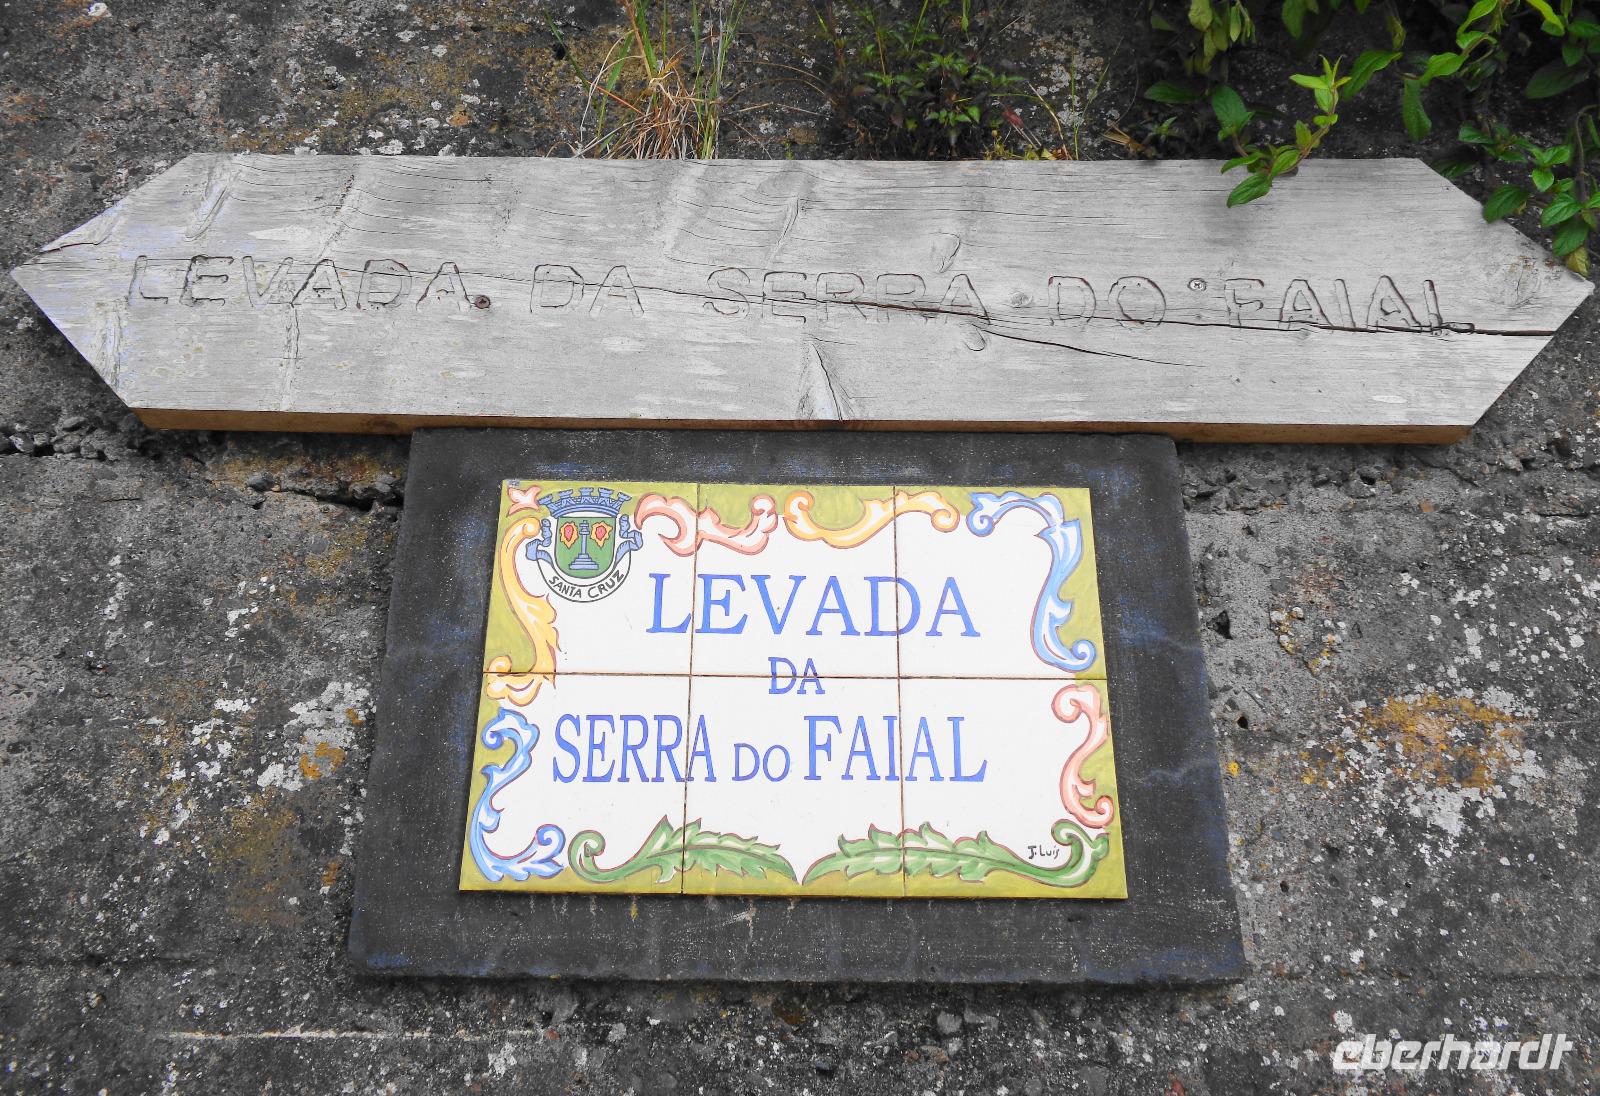 LEVADA DA SERRA DO FAIAL
SANTA CRUZ
LEVADA
DA
SERRA DO FAIAL
J. Luís
eberhardt